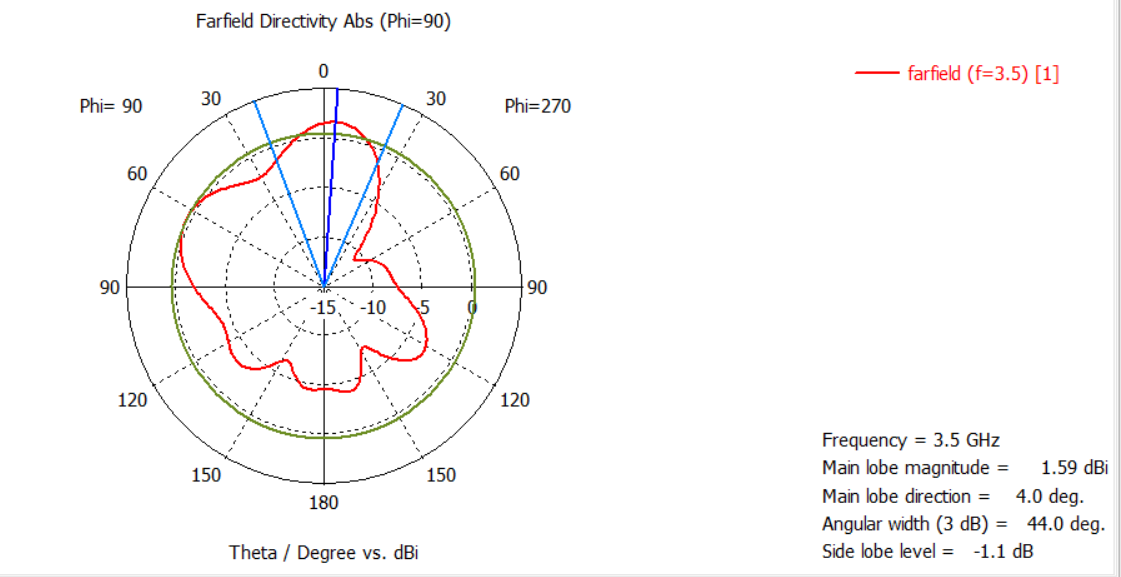 Farfield Directivity Abs (Phi=90)
0
Phi= 90
30
30
Phi=270
farfield (f=3.5) [1]
60
60
90
90
-15
-10
-5
0
120
120
150
150
180
Frequency = 3.5 GHz
Main lobe magnitude = 1.59 dBi
Main lobe direction = 4.0 deg.
Angular width (3 dB) = 44.0 deg.
Side lobe level = -1.1 dB
Theta / Degree vs. dBi